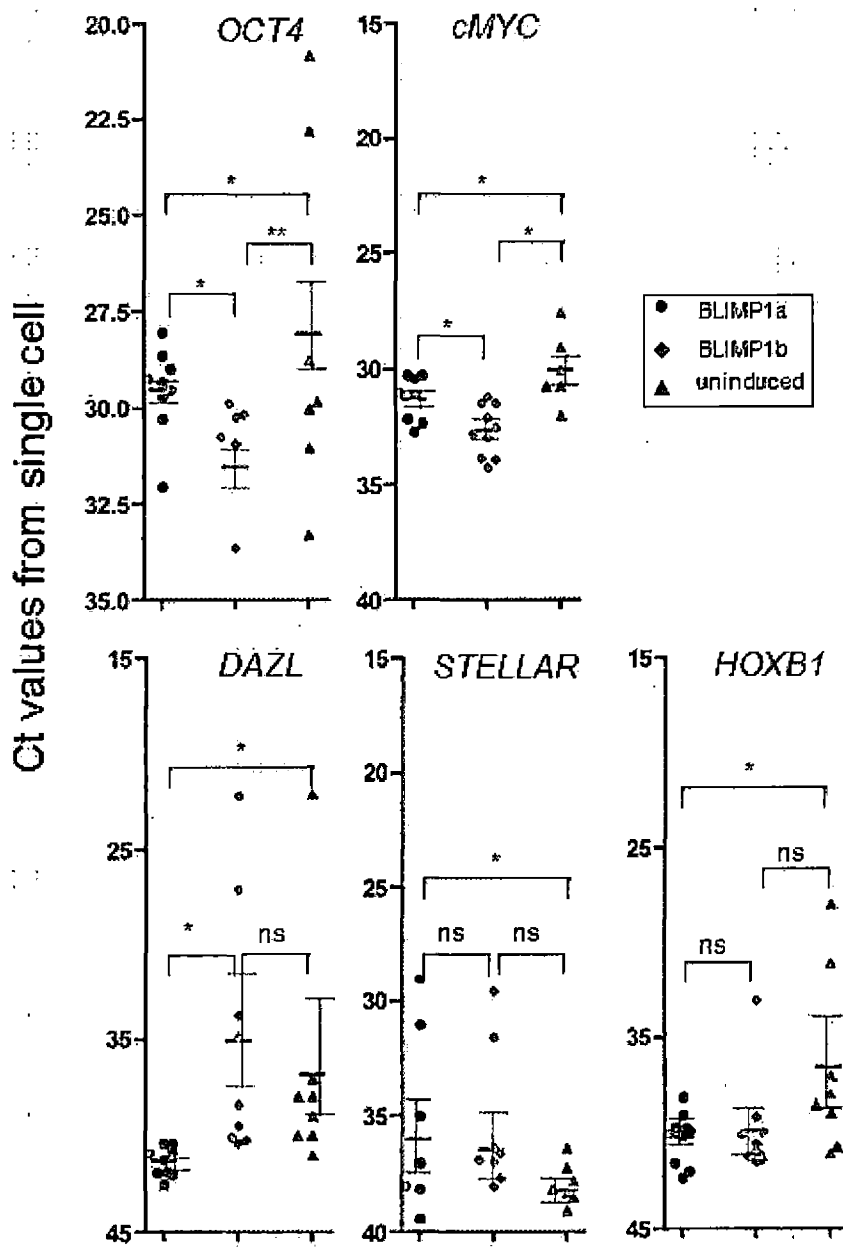 OCT4
20.0
22.5
25.0
27.5
30.0
32.5
35.0
*
**
*
cMYC
15
20
25
30
35
40
*
*
*
BLIMP1a
BLIMP1b
uninduced
Ct values from single cell
DAZL
15
25
35
45
*
*
ns
STELLAR
15
20
25
30
35
40
*
ns
ns
HOXB1
15
25
35
45
*
ns
ns